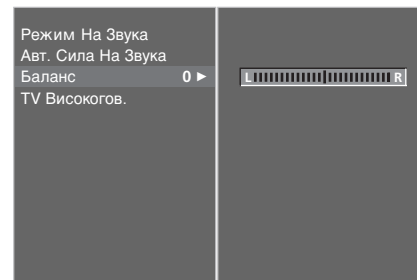 Режим На Звука
Авт. Сила На Звука
Баланс 0 ►
L R
TV Високогов.